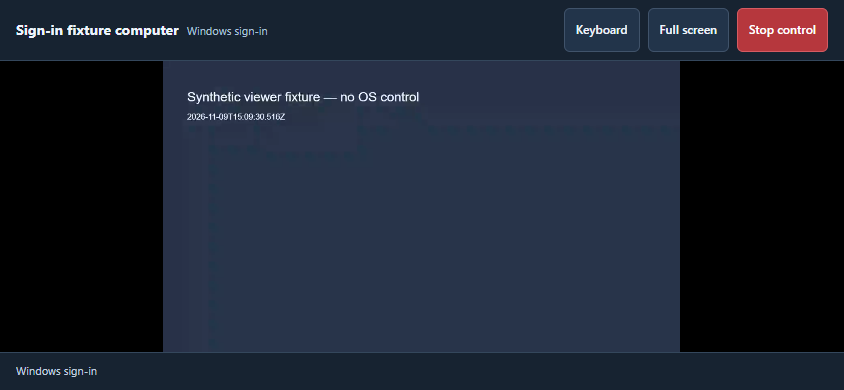 Sign-in fixture computer Windows sign-in Keyboard Full screen Stop control
Synthetic viewer fixture — no OS control
2026-11-09T15:09:30.516Z
Windows sign-in